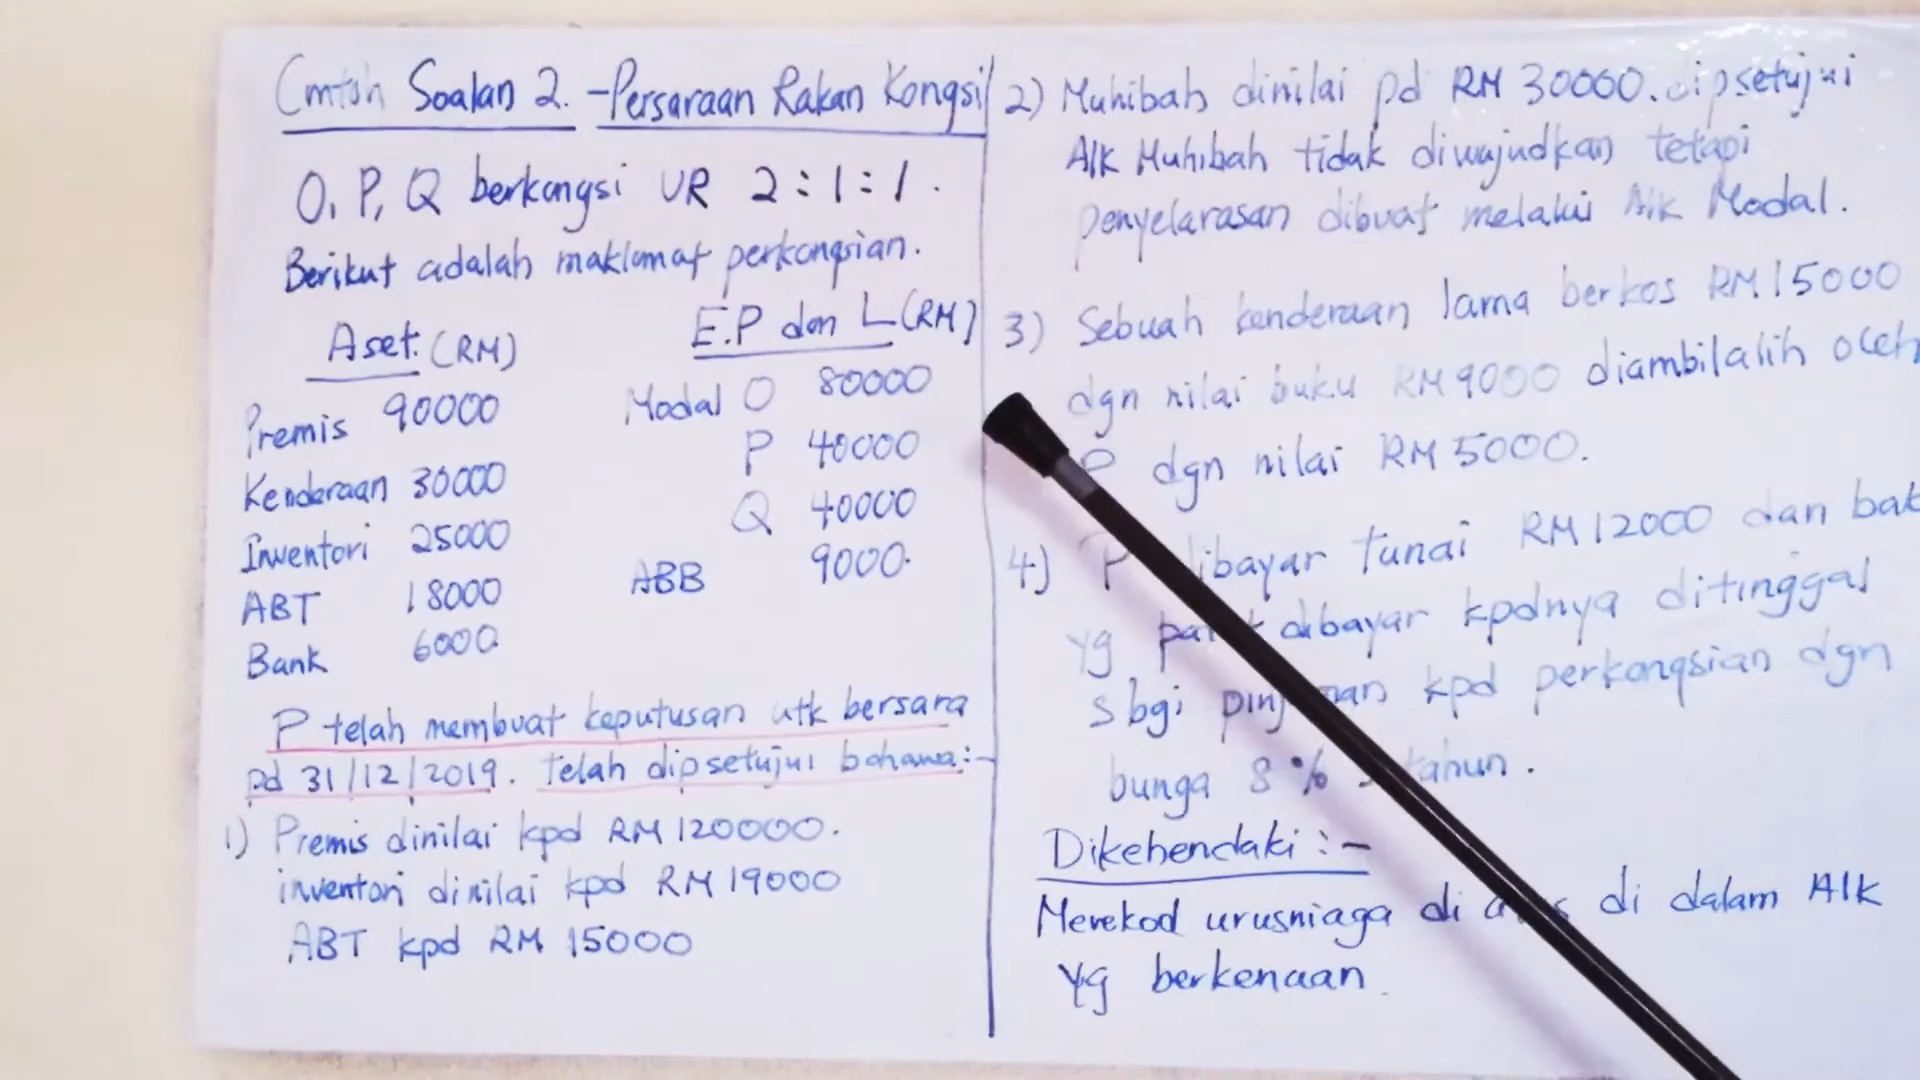 Contoh Soalan 2. - Persaraan Rakan Kongsi
O, P, Q berkongsi UR 2 : 1 : 1.
Berikut adalah maklumat perkongsian.
Aset. (RM)
Premis 90000
Kenderaan 30000
Inventori 25000
ABT 18000
Bank 6000
E.P dan L (RM)
Modal O 80000
P 40000
Q 40000
ABB 9000.
P telah membuat keputusan utk bersara
pd 31/12/2019. telah dipsetujui bahawa:-
1) Premis dinilai kpd RM 120000.
inventori dinilai kpd RM 19000
ABT kpd RM 15000
2) Muhibah dinilai pd RM 30000. dipsetujui
A/k Muhibah tidak diwujudkan tetapi
penyelarasan dibuat melalui A/k Modal.
3) Sebuah kenderaan lama berkos RM 15000
dgn nilai buku RM 9000 diambilalih oleh
P dgn nilai RM 5000.
4) P dibayar tunai RM 12000 dan
yg dibayar kpdnya ditinggal
sbgi pinjaman kpd perkongsian dgn
bunga 8 % tahun.
Dikehendaki :-
Merekod urusniaga di atas di dalam A/k
yg berkenaan.